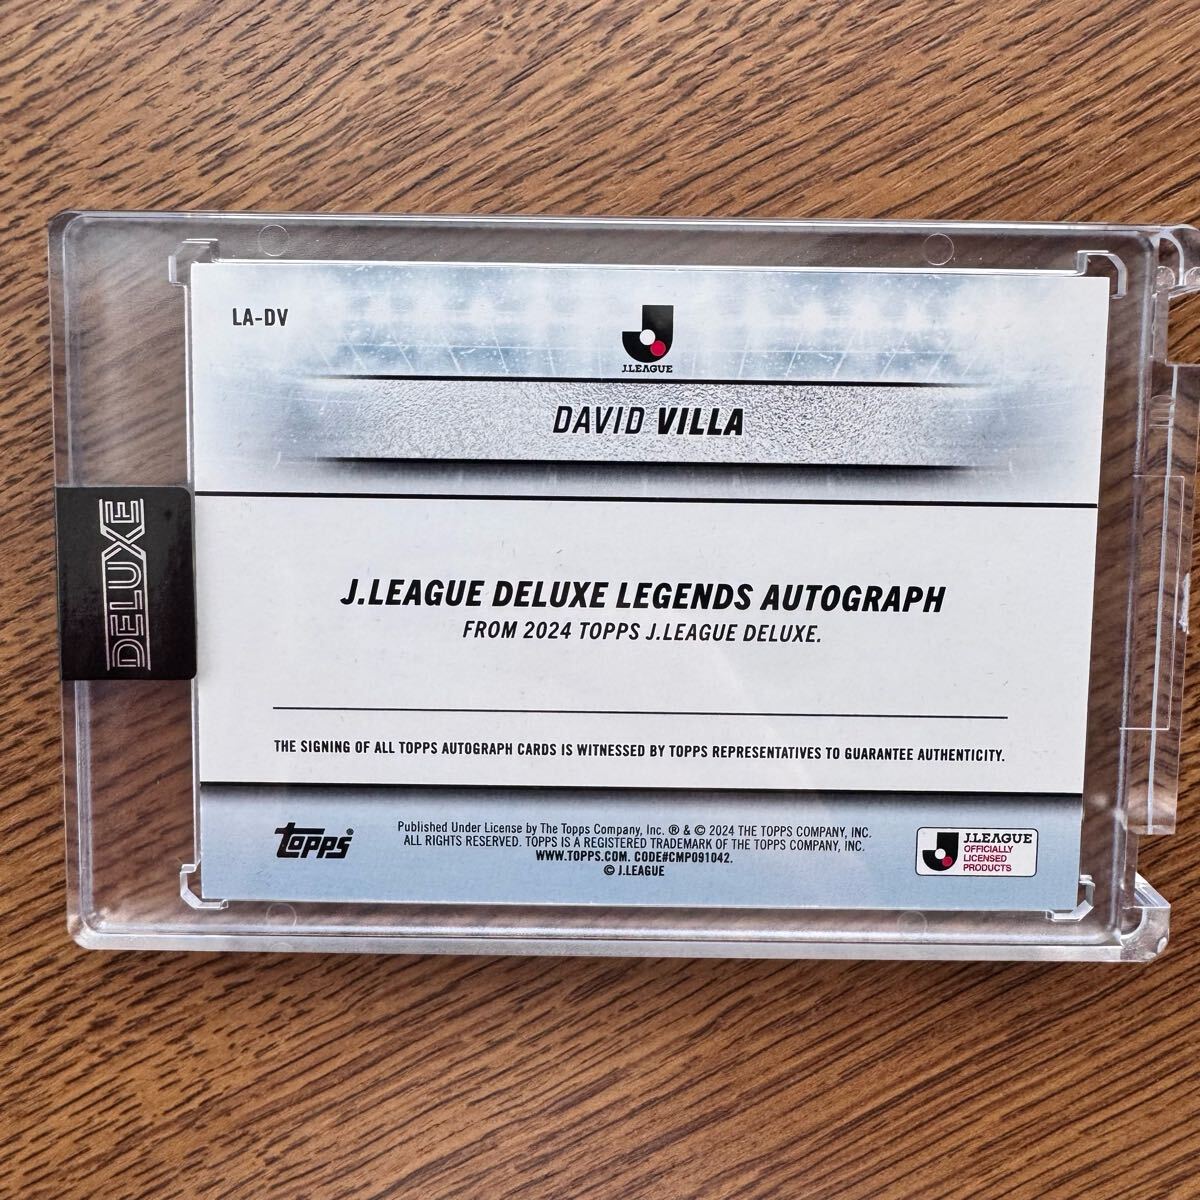 LA-DV
J.LEAGUE
DAVID VILLA
DELUXE
J.LEAGUE DELUXE LEGENDS AUTOGRAPH
FROM 2024 TOPPS J.LEAGUE DELUXE.
THE SIGNING OF ALL TOPPS AUTOGRAPH CARDS IS WITNESSED BY TOPPS REPRESENTATIVES TO GUARANTEE AUTHENTICITY.
topps®
Published Under License by The Topps Company, Inc. ® & © 2024 THE TOPPS COMPANY, INC.
ALL RIGHTS RESERVED. TOPPS IS A REGISTERED TRADEMARK OF THE TOPPS COMPANY, INC.
WWW.TOPPS.COM. CODE#CMP091042.
© J.LEAGUE
J.LEAGUE
OFFICIALLY
LICENSED
PRODUCTS